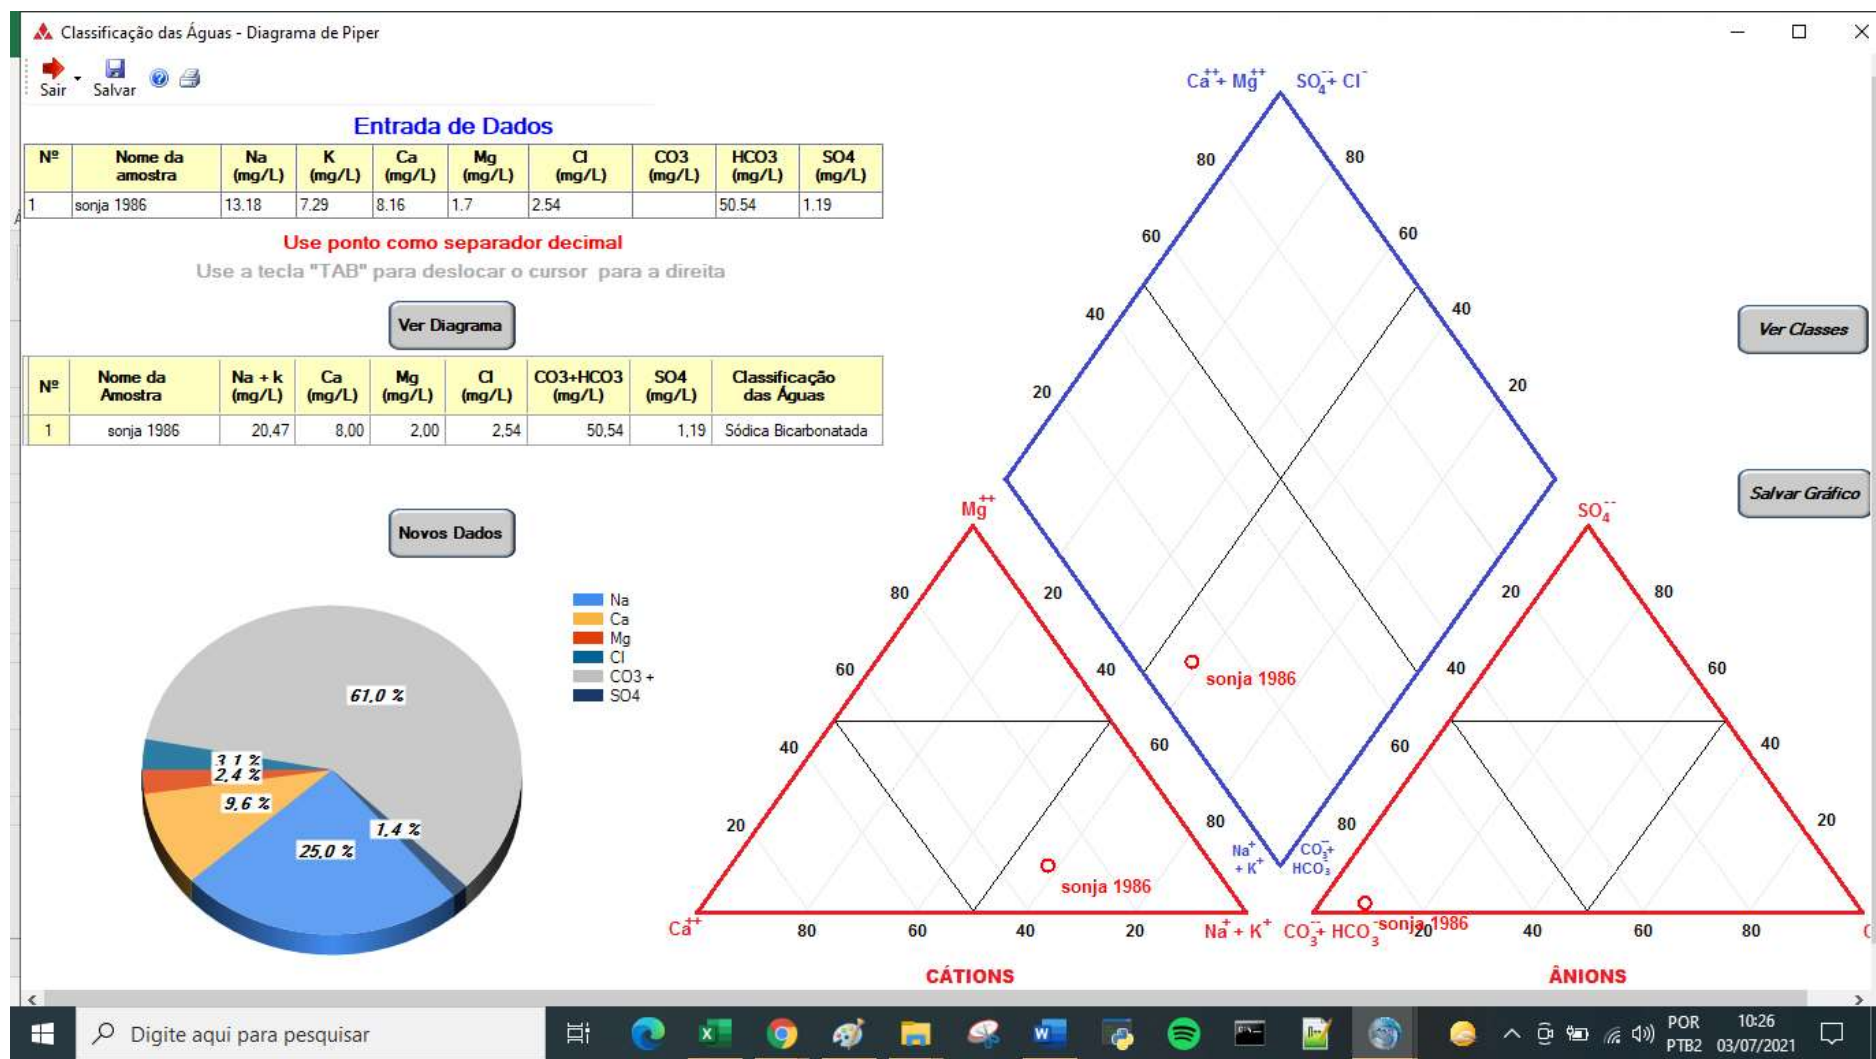 Classificação das Águas - Diagrama de Piper
Sair Salvar
Entrada de Dados
Nº Nome da amostra Na (mg/L) K (mg/L) Ca (mg/L) Mg (mg/L) Cl (mg/L) CO3 (mg/L) HCO3 (mg/L) SO4 (mg/L)
1 sonja 1986 13.18 7.29 8.16 1.7 2.54 50.54 1.19
Use ponto como separador decimal
Use a tecla "TAB" para deslocar o cursor para a direita
Ver Diagrama
Nº Nome da Amostra Na + k (mg/L) Ca (mg/L) Mg (mg/L) Cl (mg/L) CO3+HCO3 (mg/L) SO4 (mg/L) Classificação das Águas
1 sonja 1986 20,47 8,00 2,00 2,54 50,54 1,19 Sódica Bicarbonatada
Novos Dados
Na
Ca
Mg
Cl
CO3 +
SO4
61,0 %
3,1 %
2,4 %
9,6 %
1,4 %
25,0 %
Ca++ + Mg++ SO4-- + Cl-
80 80
60 60
40 40
20 20
Ver Classes
Salvar Gráfico
Mg++ SO4--
80 20 20 80
sonja 1986
60 40 40 60
40 60 60 40
20 80 80 20
Na+ + K+ CO3-- + HCO3-
sonja 1986
Ca++ 80 60 40 20 Na+ + K+ CO3-- + HCO3- sonja 1986 20 40 60 80
CÁTIONS ÂNIONS
Digite aqui para pesquisar
POR PTB2
10:26
03/07/2021